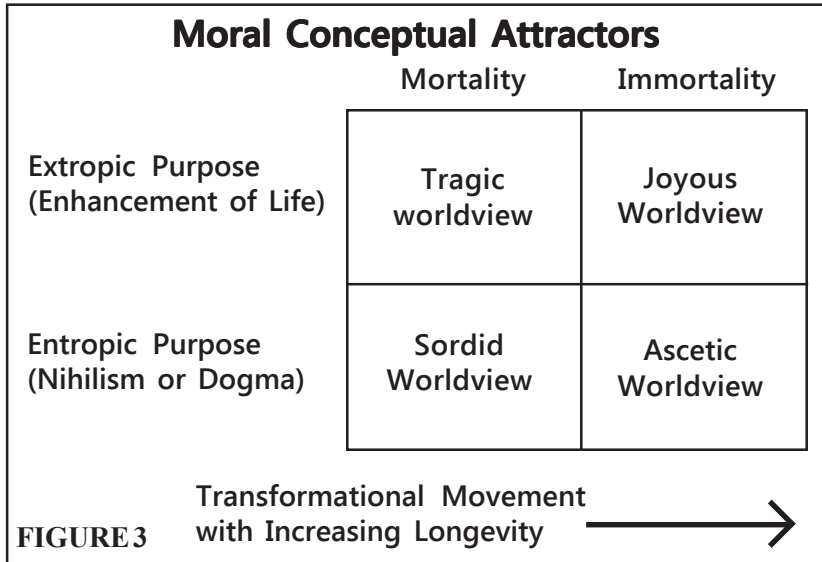 Moral Conceptual Attractors
Mortality Immortality
Extropic Purpose
(Enhancement of Life)
Tragic
worldview
Joyous
Worldview
Entropic Purpose
(Nihilism or Dogma)
Sordid
Worldview
Ascetic
Worldview
Transformational Movement
with Increasing Longevity
FIGURE 3